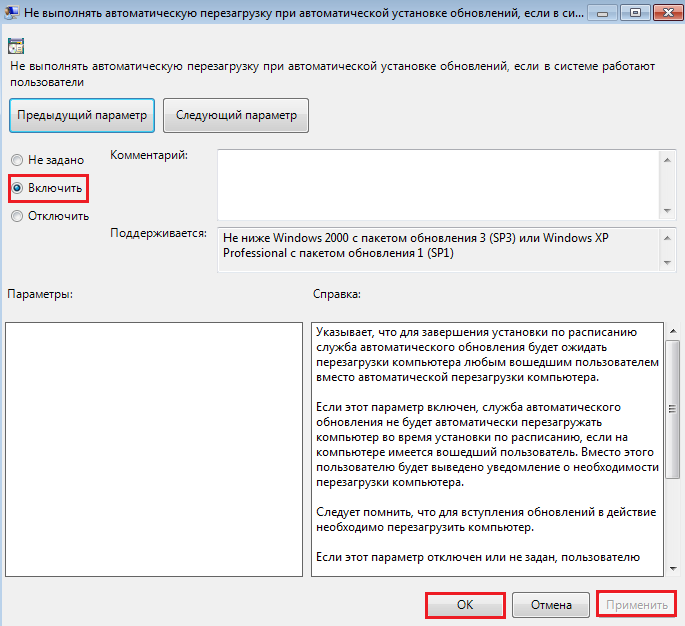 Не выполнять автоматическую перезагрузку при автоматической установке обновлений, если в си...
Не выполнять автоматическую перезагрузку при автоматической установке обновлений, если в системе работают
пользователи
Предыдущий параметр
Следующий параметр
Не задано
Комментарий:
Включить
Отключить
Поддерживается:
Не ниже Windows 2000 с пакетом обновления 3 (SP3) или Windows XP
Professional с пакетом обновления 1 (SP1)
Параметры:
Справка:
Указывает, что для завершения установки по расписанию
служба автоматического обновления будет ожидать
перезагрузки компьютера любым вошедшим пользователем
вместо автоматической перезагрузки компьютера.
Если этот параметр включен, служба автоматического
обновления не будет автоматически перезагружать
компьютер во время установки по расписанию, если на
компьютере имеется вошедший пользователь. Вместо этого
пользователю будет выведено уведомление о необходимости
перезагрузки компьютера.
Следует помнить, что для вступления обновлений в действие
необходимо перезагрузить компьютер.
Если этот параметр отключен или не задан, пользователю
ОК
Отмена
Применить